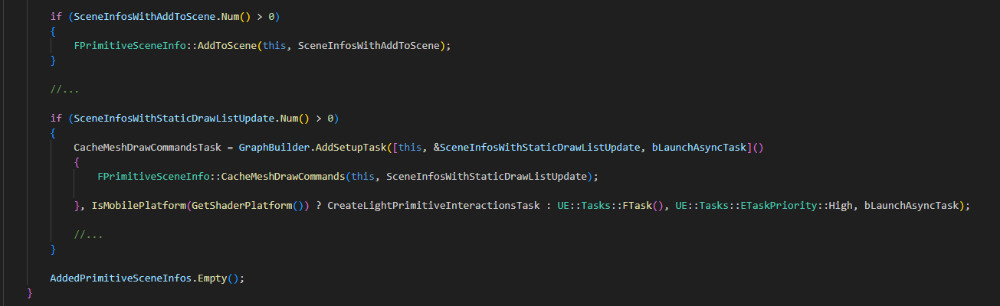 if (SceneInfosWithAddToScene.Num() > 0)
{
FPrimitiveSceneInfo::AddToScene(this, SceneInfosWithAddToScene);
}
//...
if (SceneInfosWithStaticDrawListUpdate.Num() > 0)
{
CacheMeshDrawCommandsTask = GraphBuilder.AddSetupTask([this, &SceneInfosWithStaticDrawListUpdate, bLaunchAsyncTask]()
{
FPrimitiveSceneInfo::CacheMeshDrawCommands(this, SceneInfosWithStaticDrawListUpdate);
}, IsMobilePlatform(GetShaderPlatform()) ? CreateLightPrimitiveInteractionsTask : UE::Tasks::FTask(), UE::Tasks::ETaskPriority::High, bLaunchAsyncTask);
//...
}
AddedPrimitiveSceneInfos.Empty();
}